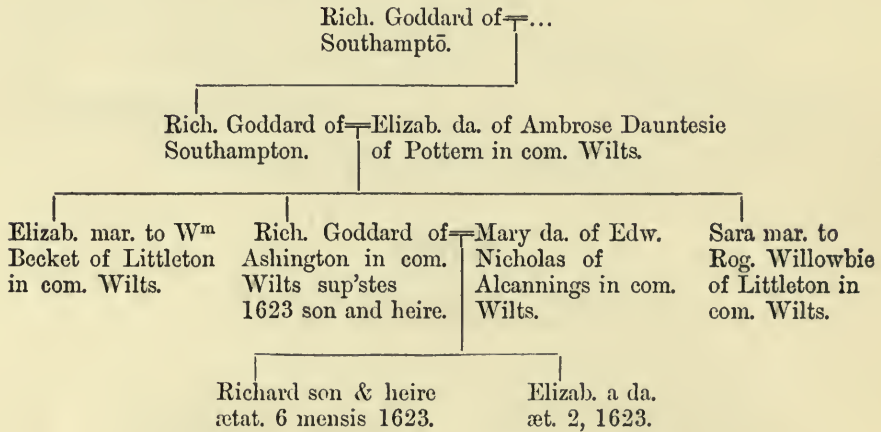 Rich. Goddard of=...
Southamptō.
Rich. Goddard of=Elizab. da. of Ambrose Dauntesie
Southampton. of Pottern in com. Wilts.
Elizab. mar. to Wᵐ
Becket of Littleton
in com. Wilts.
Rich. Goddard of=Mary da. of Edw.
Ashington in com. Nicholas of
Wilts sup'stes Alcannings in com.
1623 son and heire. Wilts.
Sara mar. to
Rog. Willowbie
of Littleton in
com. Wilts.
Richard son & heire
ætat. 6 mensis 1623.
Elizab. a da.
æt. 2, 1623.